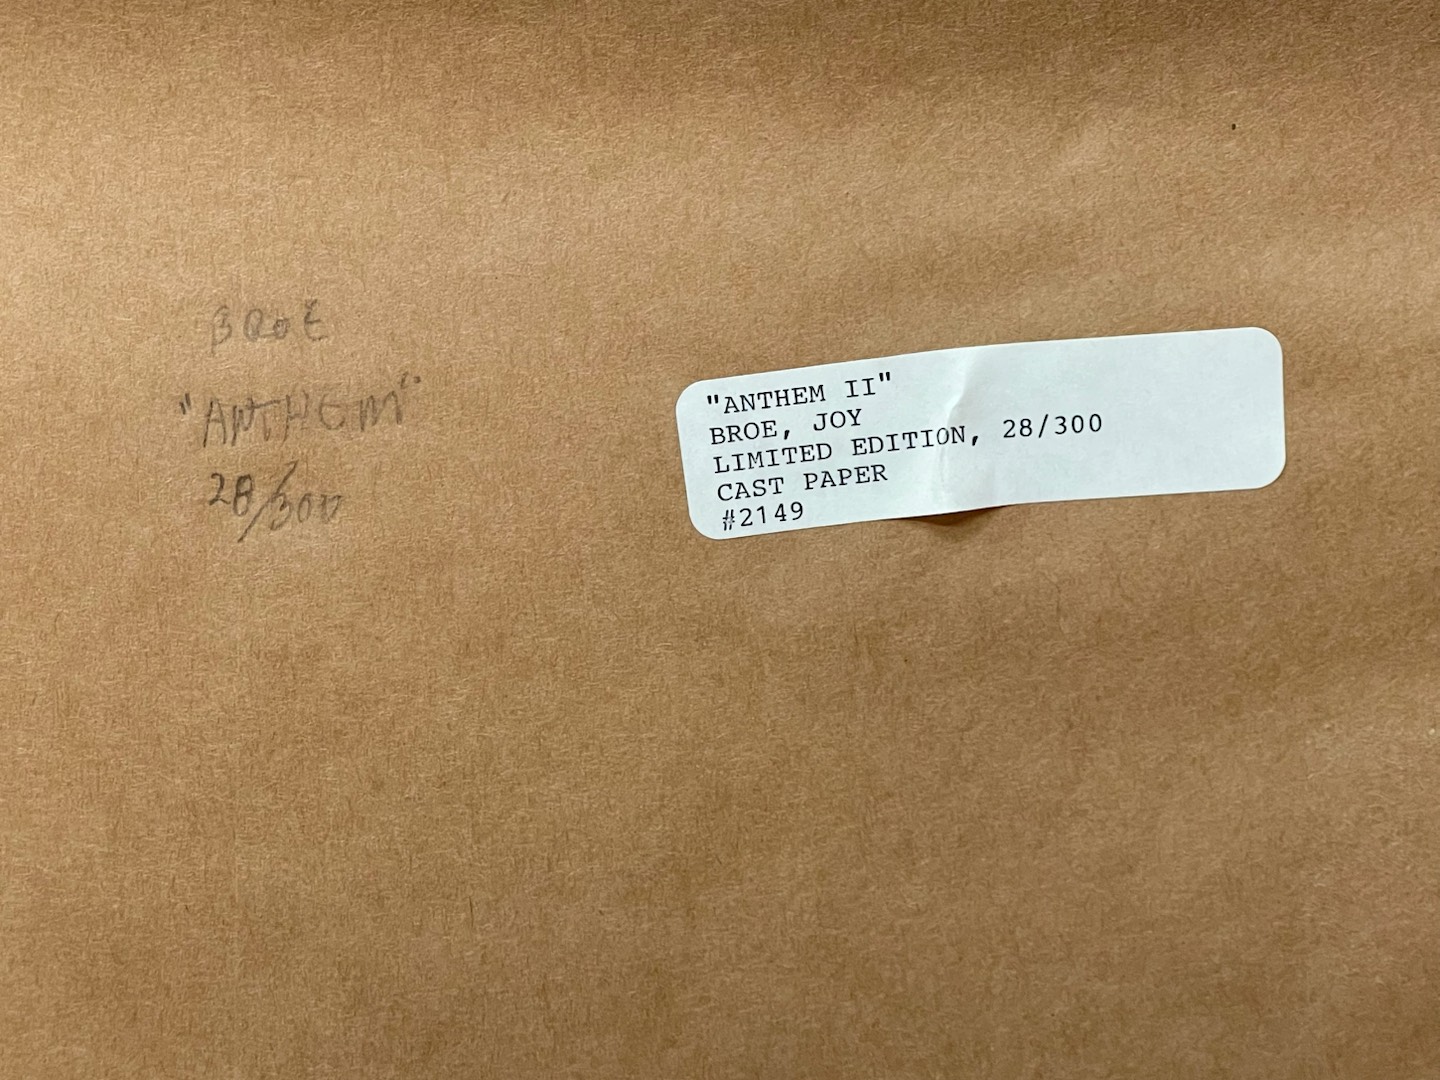 BROE
"ANTHEM"
28/300
"ANTHEM II"
BROE, JOY
LIMITED EDITION, 28/300
CAST PAPER
#2149